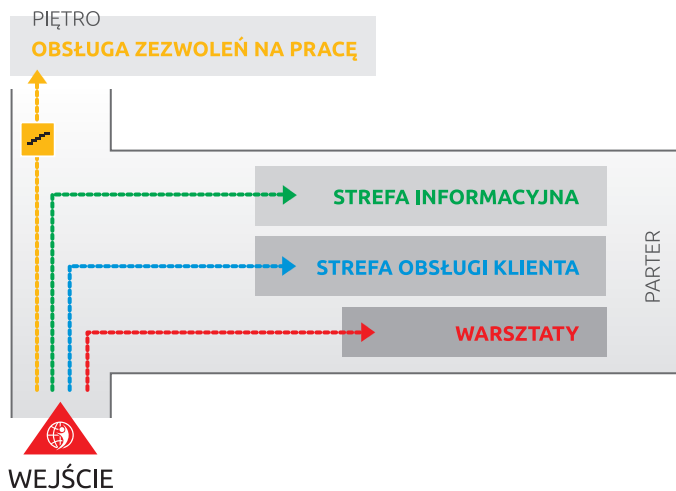 PIĘTRO
OBSŁUGA ZEZWOLEŃ NA PRACĘ
STREFA INFORMACYJNA
STREFA OBSŁUGI KLIENTA
WARSZTATY
PARTER
WEJŚCIE